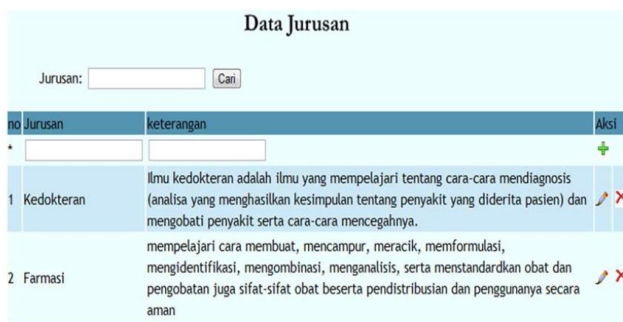 Data Jurusan
Jurusan: Cari
no Jurusan keterangan Aksi
*
1 Kedokteran Ilmu kedokteran adalah ilmu yang mempelajari tentang cara-cara mendiagnosis
(analisa yang menghasilkan kesimpulan tentang penyakit yang diderita pasien) dan
mengobati penyakit serta cara-cara mencegahnya.
2 Farmasi mempelajari cara membuat, mencampur, meracik, memformulasi,
mengidentifikasi, mengombinasi, menganalisis, serta menstandardkan obat dan
pengobatan juga sifat-sifat obat beserta pendistribusian dan penggunanya secara
aman